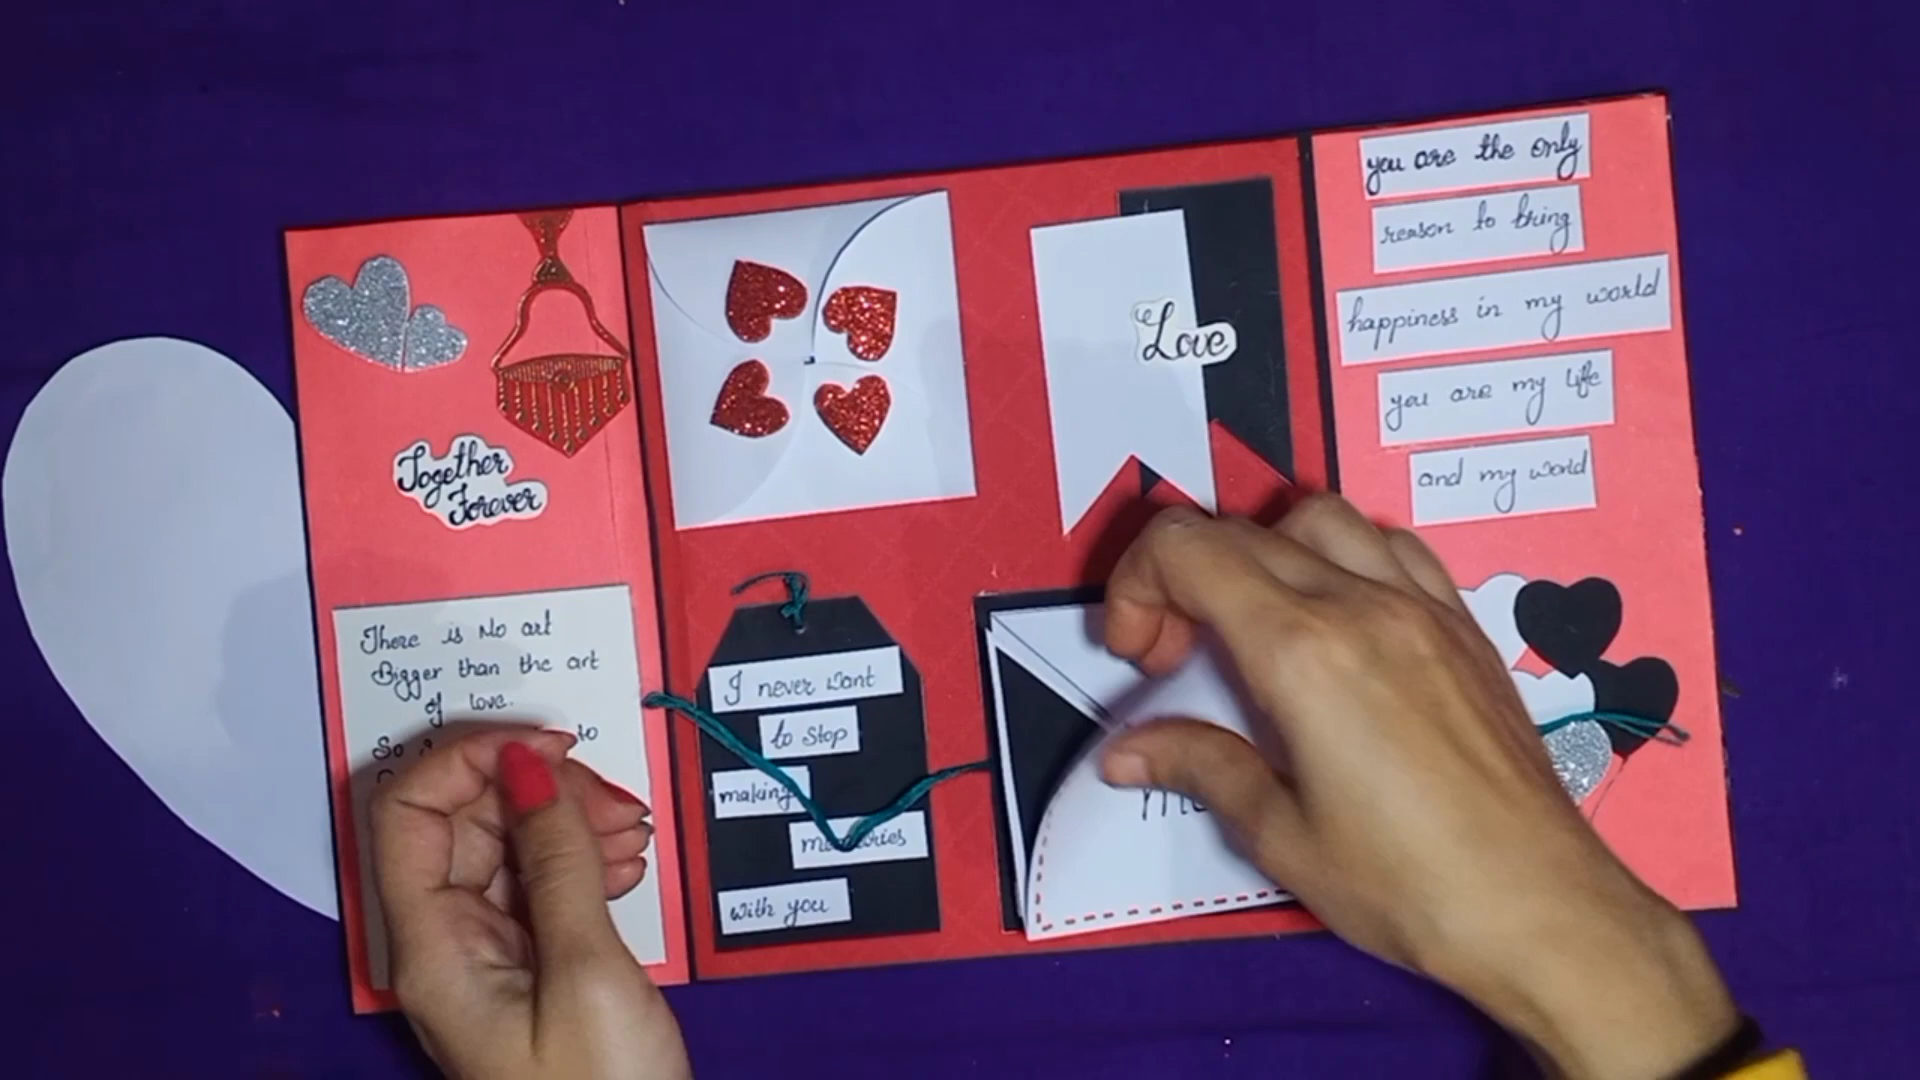 Together
Forever
There is No art
Bigger than the art
of love.
So
to
Love
I never want
to stop
making
memories
with you
you are the only
reason to bring
happiness in my world
you are my life
and my world